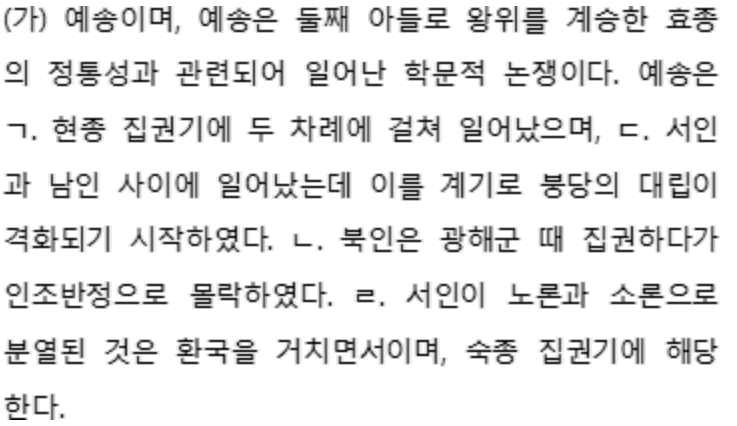 (가) 예송이며, 예송은 둘째 아들로 왕위를 계승한 효종
의 정통성과 관련되어 일어난 학문적 논쟁이다. 예송은
ㄱ. 현종 집권기에 두 차례에 걸쳐 일어났으며, ㄷ. 서인
과 남인 사이에 일어났는데 이를 계기로 붕당의 대립이
격화되기 시작하였다. ㄴ. 북인은 광해군 때 집권하다가
인조반정으로 몰락하였다. ㄹ. 서인이 노론과 소론으로
분열된 것은 환국을 거치면서이며, 숙종 집권기에 해당
한다.